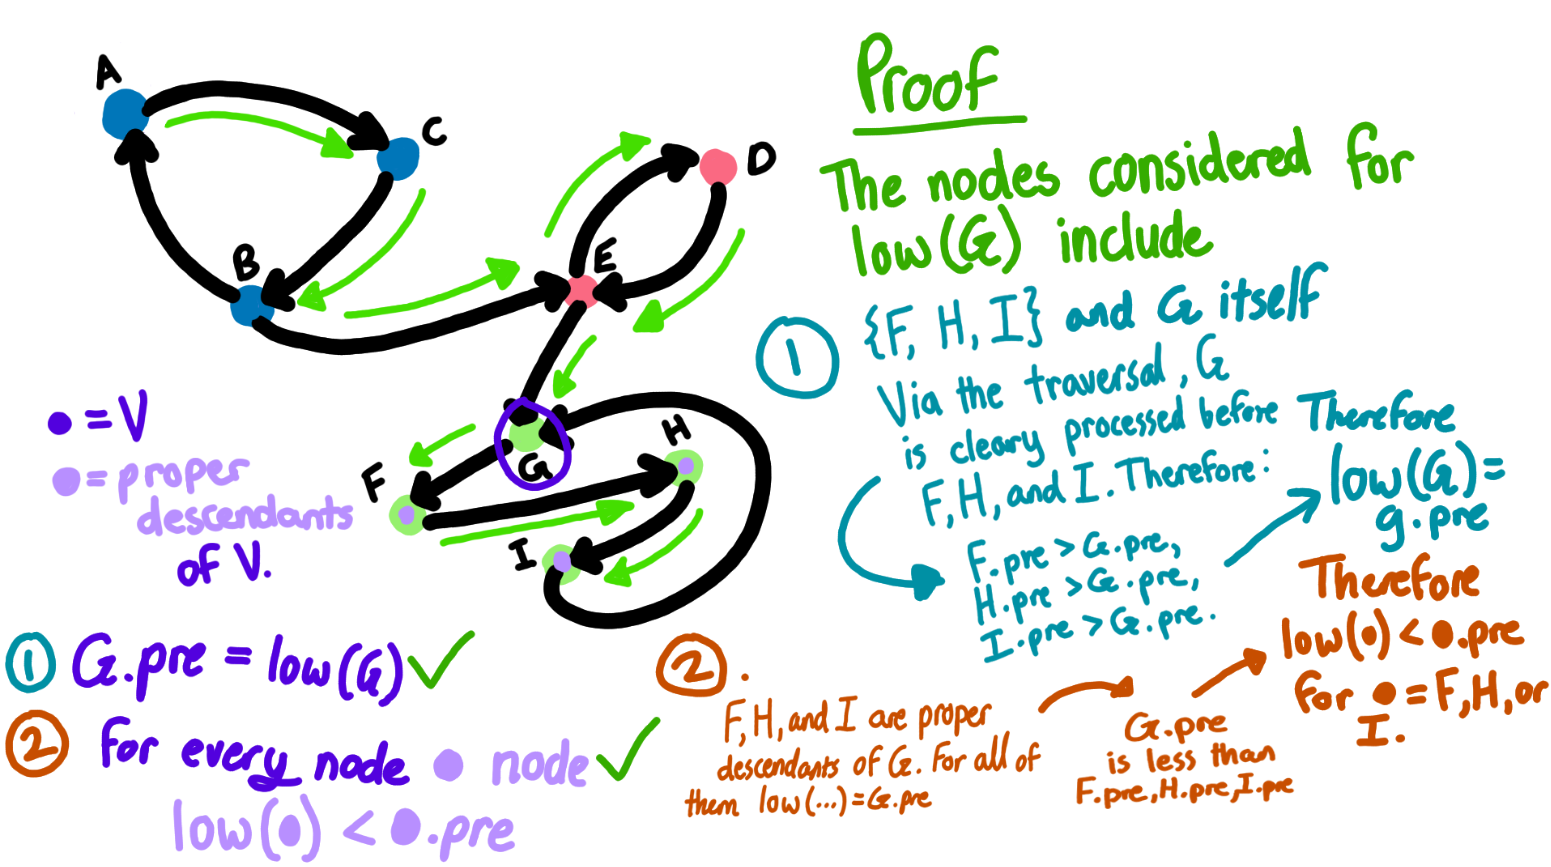 A
C
D
B
E
G
H
F
I
= V
= proper
descendants
of V.
① G.pre = low(G)
② for every node node
low( ) < .pre
Proof
The nodes considered for
low(G) include
① {F, H, I} and G itself
Via the traversal, G
is cleary processed before
F, H, and I. Therefore:
F.pre > G.pre,
H.pre > G.pre,
I.pre > G.pre.
Therefore
low(G) =
g.pre
② .
F, H, and I are proper
descendants of G. For all of
them low(...) = G.pre
G.pre
is less than
F.pre, H.pre, I.pre
Therefore
low( ) < .pre
for = F, H, or
I.